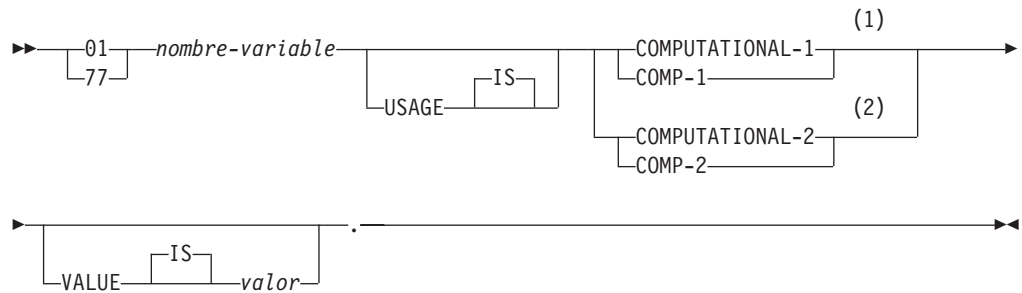 (1)
01 nombre-variable IS COMPUTATIONAL-1
77 USAGE COMP-1
(2)
COMPUTATIONAL-2
COMP-2
.
IS
VALUE valor